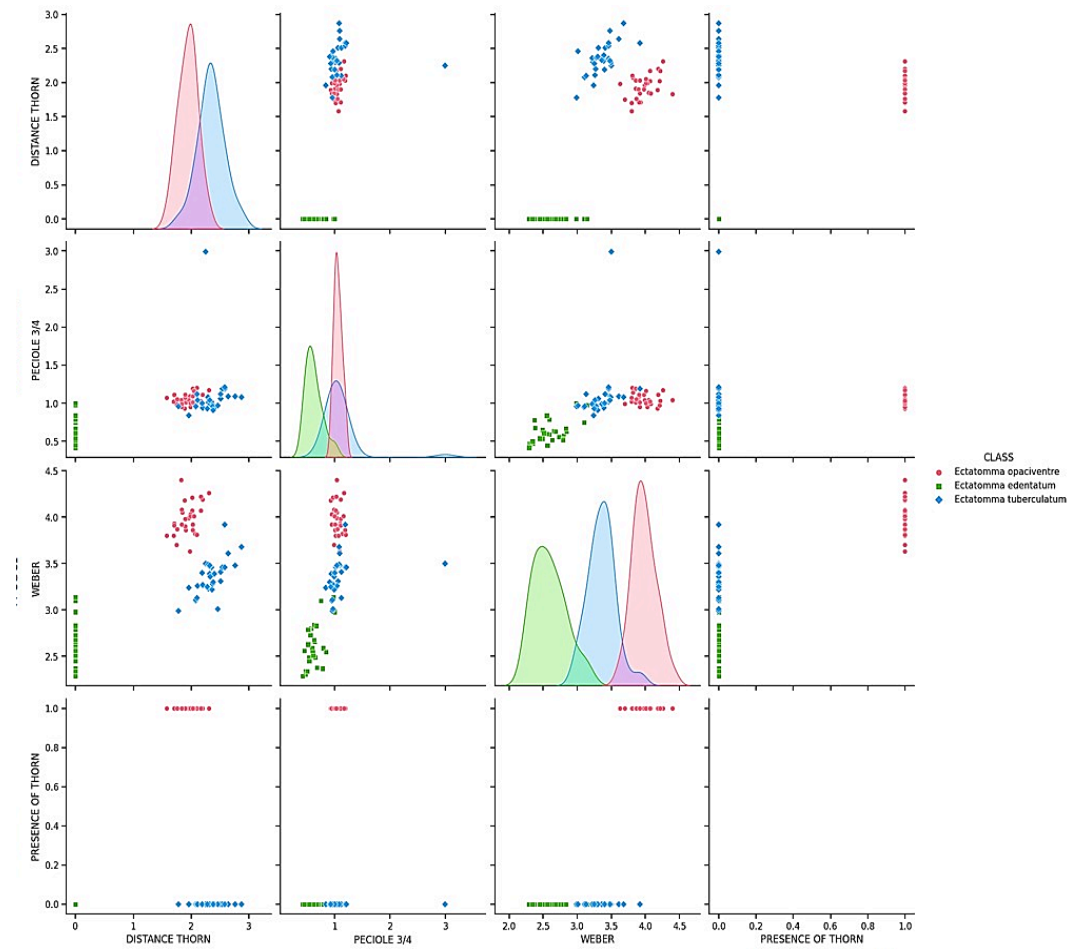 DISTANCE THORN
3.0
2.5
2.0
1.5
1.0
0.5
0.0
PECIOLE 3/4
3.0
2.5
2.0
1.5
1.0
0.5
WEBER
4.5
4.0
3.5
3.0
2.5
CLASS
Ectatomma opaciventre
Ectatomma edentatum
Ectatomma tuberculatum
PRESENCE OF THORN
1.0
0.8
0.6
0.4
0.2
0.0
0 1 2 3
DISTANCE THORN
0 1 2 3
PECIOLE 3/4
2.0 2.5 3.0 3.5 4.0 4.5
WEBER
0.0 0.2 0.4 0.6 0.8 1.0
PRESENCE OF THORN